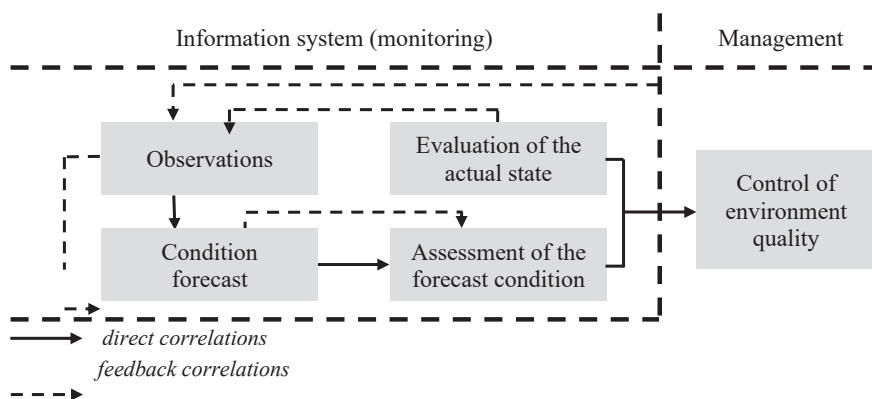 Information system (monitoring)
Management
Observations
Evaluation of the
actual state
Control of
environment
quality
Condition
forecast
Assessment of the
forecast condition
direct correlations
feedback correlations